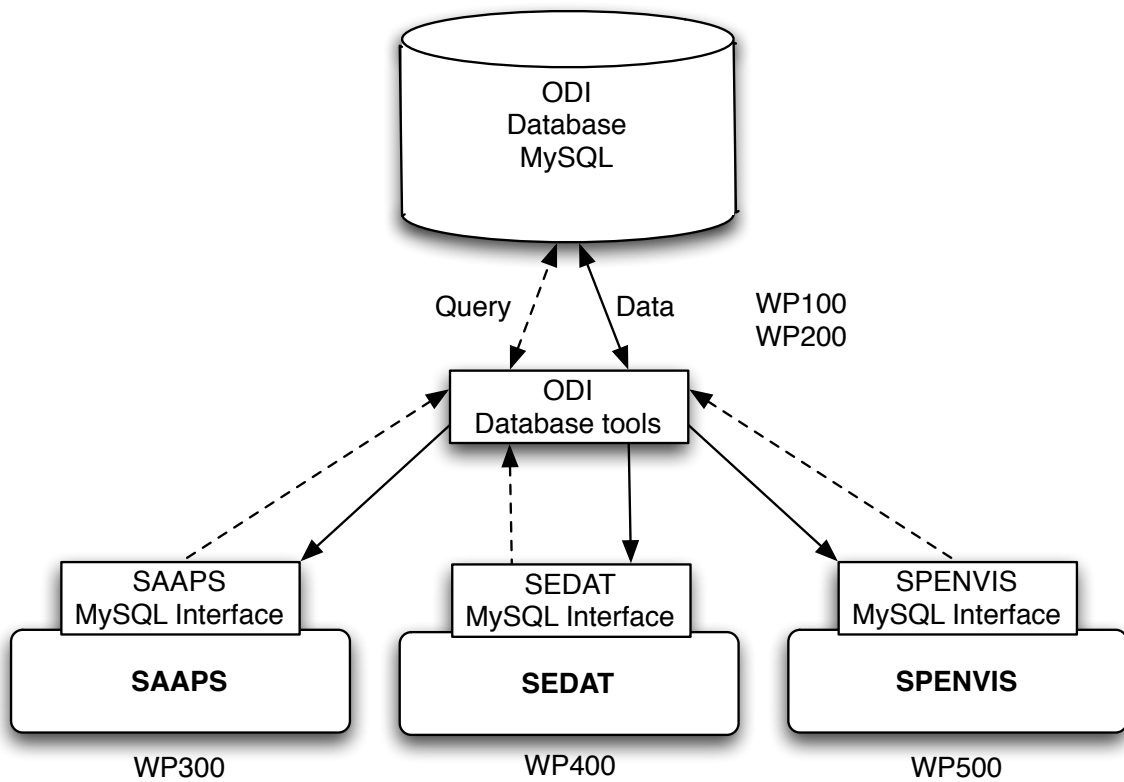 ODI
Database
MySQL
Query
Data
WP100
WP200
ODI
Database tools
SAAPS
MySQL Interface
SAAPS
WP300
SEDAT
MySQL Interface
SEDAT
WP400
SPENVIS
MySQL Interface
SPENVIS
WP500